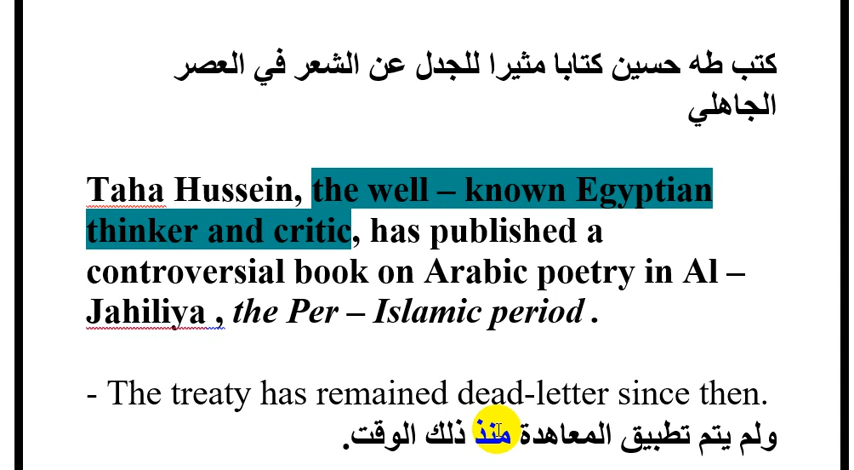 كتب طه حسين كتابا مثيرا للجدل عن الشعر في العصر
الجاهلي
Taha Hussein, the well – known Egyptian
thinker and critic, has published a
controversial book on Arabic poetry in Al –
Jahiliya , the Per – Islamic period .
- The treaty has remained dead-letter since then.
ولم يتم تطبيق المعاهدة منذ ذلك الوقت.